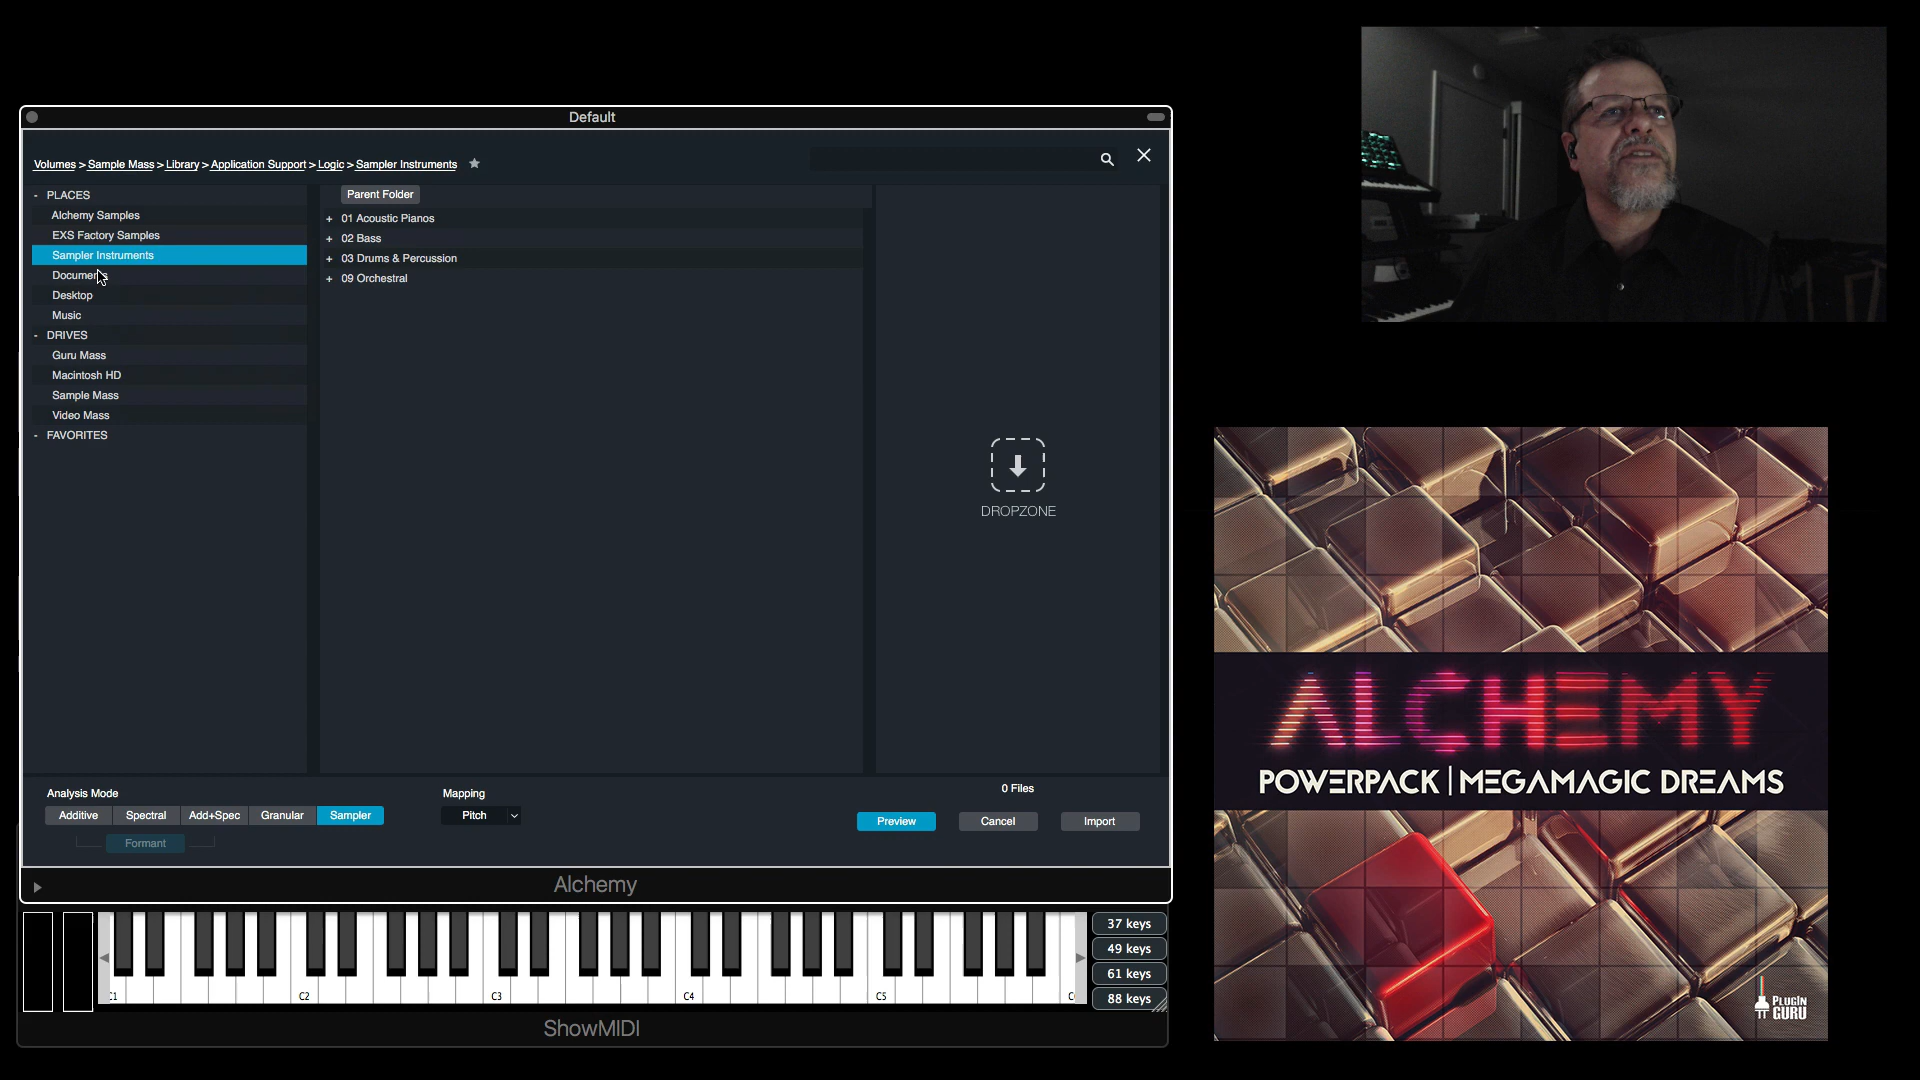 Default
Volumes > Sample Mass > Library > Application Support > Logic > Sampler Instruments
- PLACES
Alchemy Samples
EXS Factory Samples
Sampler Instruments
Documents
Desktop
Music
- DRIVES
Guru Mass
Macintosh HD
Sample Mass
Video Mass
- FAVORITES
Parent Folder
+ 01 Acoustic Pianos
+ 02 Bass
+ 03 Drums & Percussion
+ 09 Orchestral
DROPZONE
Analysis Mode
Additive Spectral Add+Spec Granular Sampler
Formant
Mapping
Pitch
0 Files
Preview Cancel Import
Alchemy
37 keys
49 keys
61 keys
88 keys
C1 C2 C3 C4 C5
ShowMIDI
ALCHEMY
POWERPACK | MEGAMAGIC DREAMS
PLUGIN
GURU